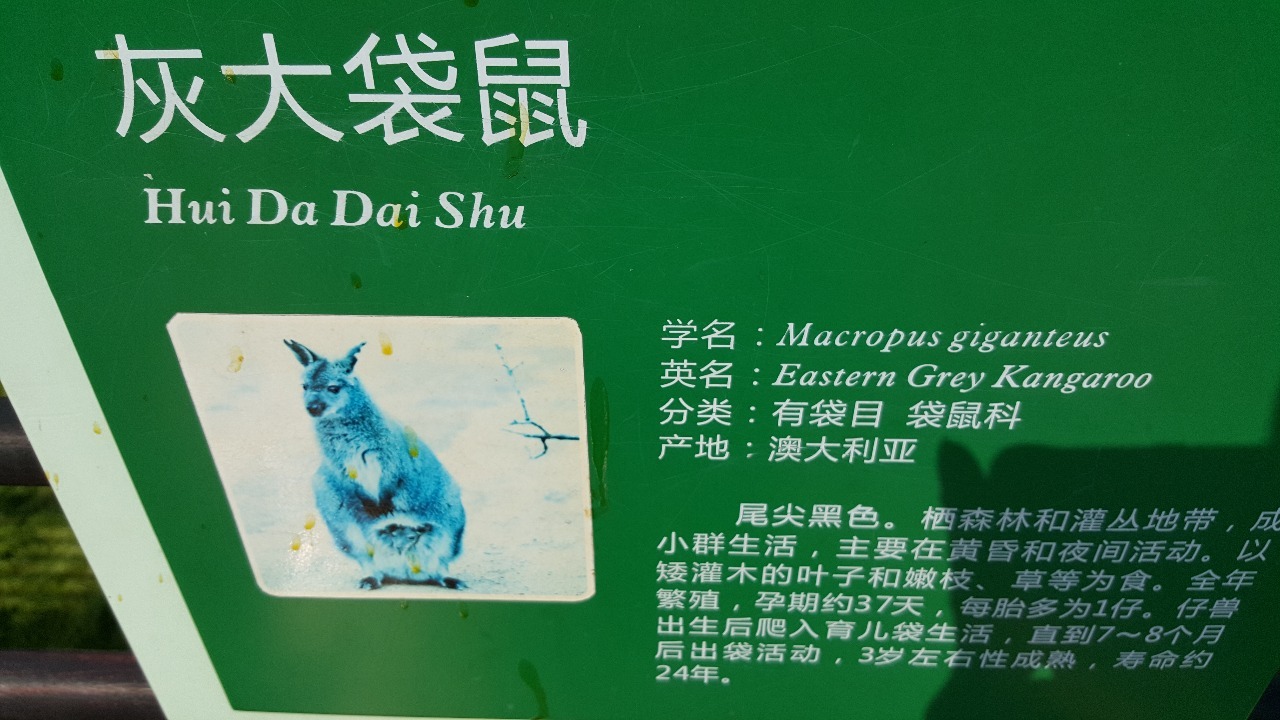 灰大袋鼠
Hui Da Dai Shu
学名：Macropus giganteus
英名：Eastern Grey Kangaroo
分类：有袋目 袋鼠科
产地：澳大利亚
尾尖黑色。栖森林和灌丛地带，成
小群生活，主要在黄昏和夜间活动。以
矮灌木的叶子和嫩枝、草等为食。全年
繁殖，孕期约37天，每胎多为1仔。仔兽
出生后爬入育儿袋生活，直到7～8个月
后出袋活动，3岁左右性成熟，寿命约
24年。